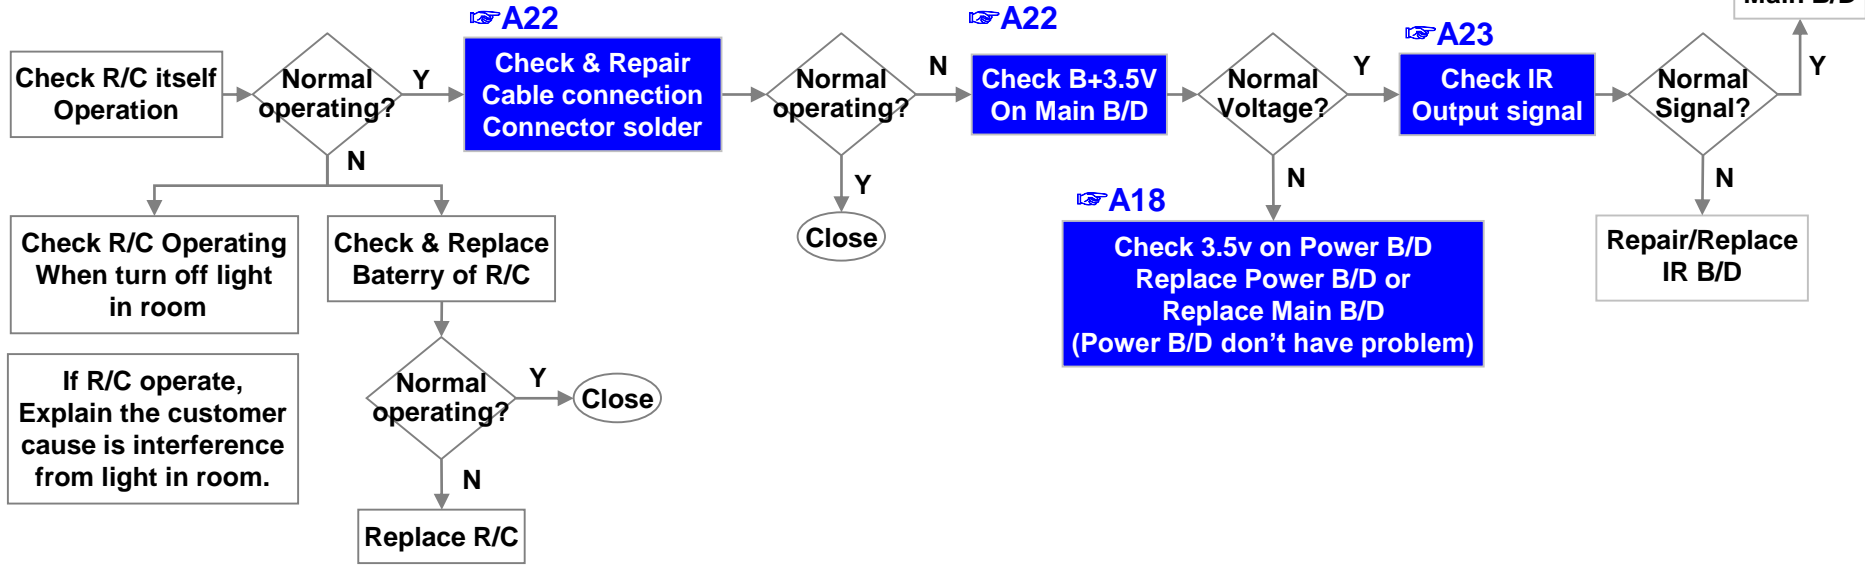 Main B/D
☞A22
☞A22
☞A23
Check R/C itself
Operation
Normal
operating?
Y
Check & Repair
Cable connection
Connector solder
Normal
operating?
N
Check B+3.5V
On Main B/D
Normal
Voltage?
Y
Check IR
Output signal
Normal
Signal?
Y
N
Y
N
N
☞A18
Check R/C Operating
When turn off light
in room
Check & Replace
Baterry of R/C
Close
Check 3.5v on Power B/D
Replace Power B/D or
Replace Main B/D
(Power B/D don't have problem)
Repair/Replace
IR B/D
If R/C operate,
Explain the customer
cause is interference
from light in room.
Normal
operating?
Y
Close
N
Replace R/C